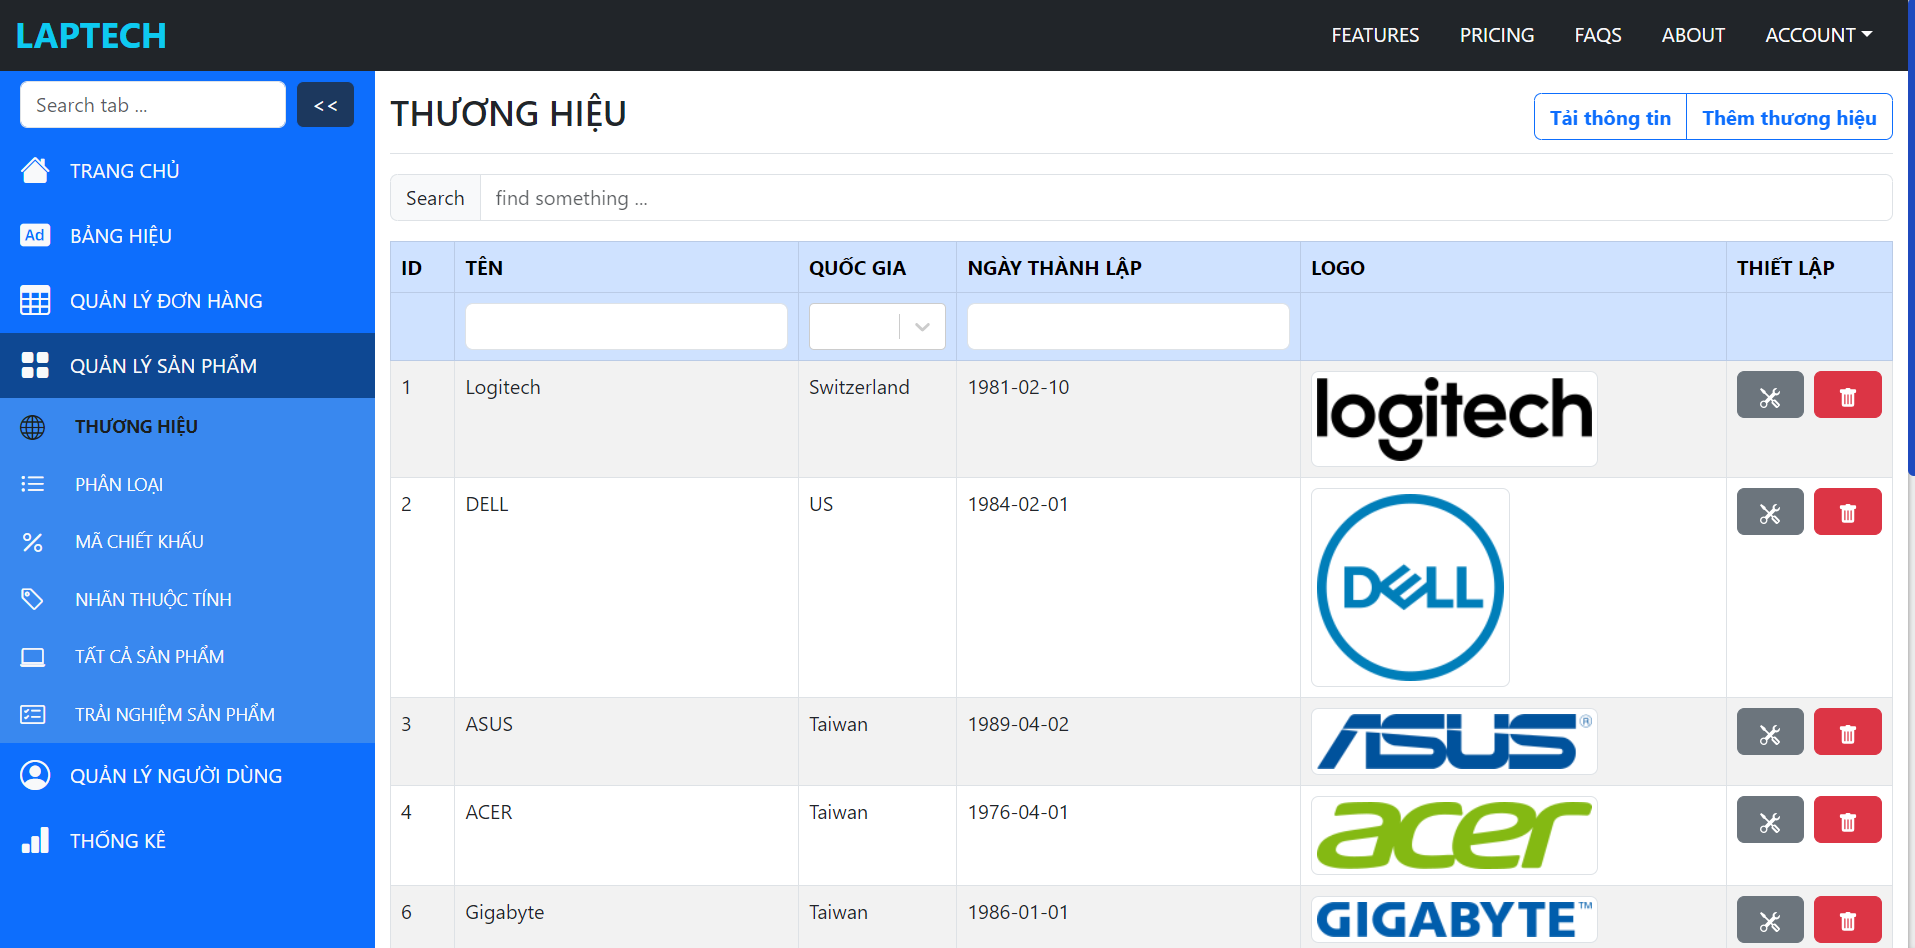 LAPTECH
FEATURES PRICING FAQS ABOUT ACCOUNT
Search tab ... <<
TRANG CHỦ
Ad BẢNG HIỆU
QUẢN LÝ ĐƠN HÀNG
QUẢN LÝ SẢN PHẨM
THƯƠNG HIỆU
PHÂN LOẠI
MÃ CHIẾT KHẤU
NHÃN THUỘC TÍNH
TẤT CẢ SẢN PHẨM
TRẢI NGHIỆM SẢN PHẨM
QUẢN LÝ NGƯỜI DÙNG
THỐNG KÊ
THƯƠNG HIỆU
Tải thông tin Thêm thương hiệu
Search find something ...
ID TÊN QUỐC GIA NGÀY THÀNH LẬP LOGO THIẾT LẬP
1 Logitech Switzerland 1981-02-10 logitech
2 DELL US 1984-02-01 DELL
3 ASUS Taiwan 1989-04-02 ASUS®
4 ACER Taiwan 1976-04-01 acer
6 Gigabyte Taiwan 1986-01-01 GIGABYTE™